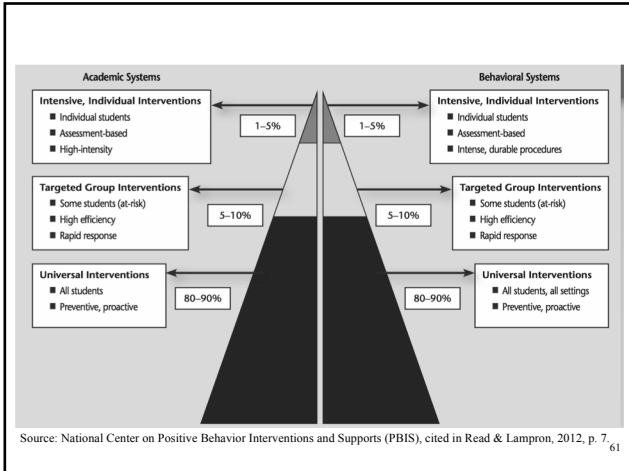 Academic Systems
Intensive, Individual Interventions
■ Individual students
■ Assessment-based
■ High-intensity
1–5%
Targeted Group Interventions
■ Some students (at-risk)
■ High efficiency
■ Rapid response
5–10%
Universal Interventions
■ All students
■ Preventive, proactive
80–90%
Behavioral Systems
Intensive, Individual Interventions
■ Individual students
■ Assessment-based
■ Intense, durable procedures
1–5%
Targeted Group Interventions
■ Some students (at-risk)
■ High efficiency
■ Rapid response
5–10%
Universal Interventions
■ All students, all settings
■ Preventive, proactive
80–90%
Source: National Center on Positive Behavior Interventions and Supports (PBIS), cited in Read & Lampron, 2012, p. 7.
61